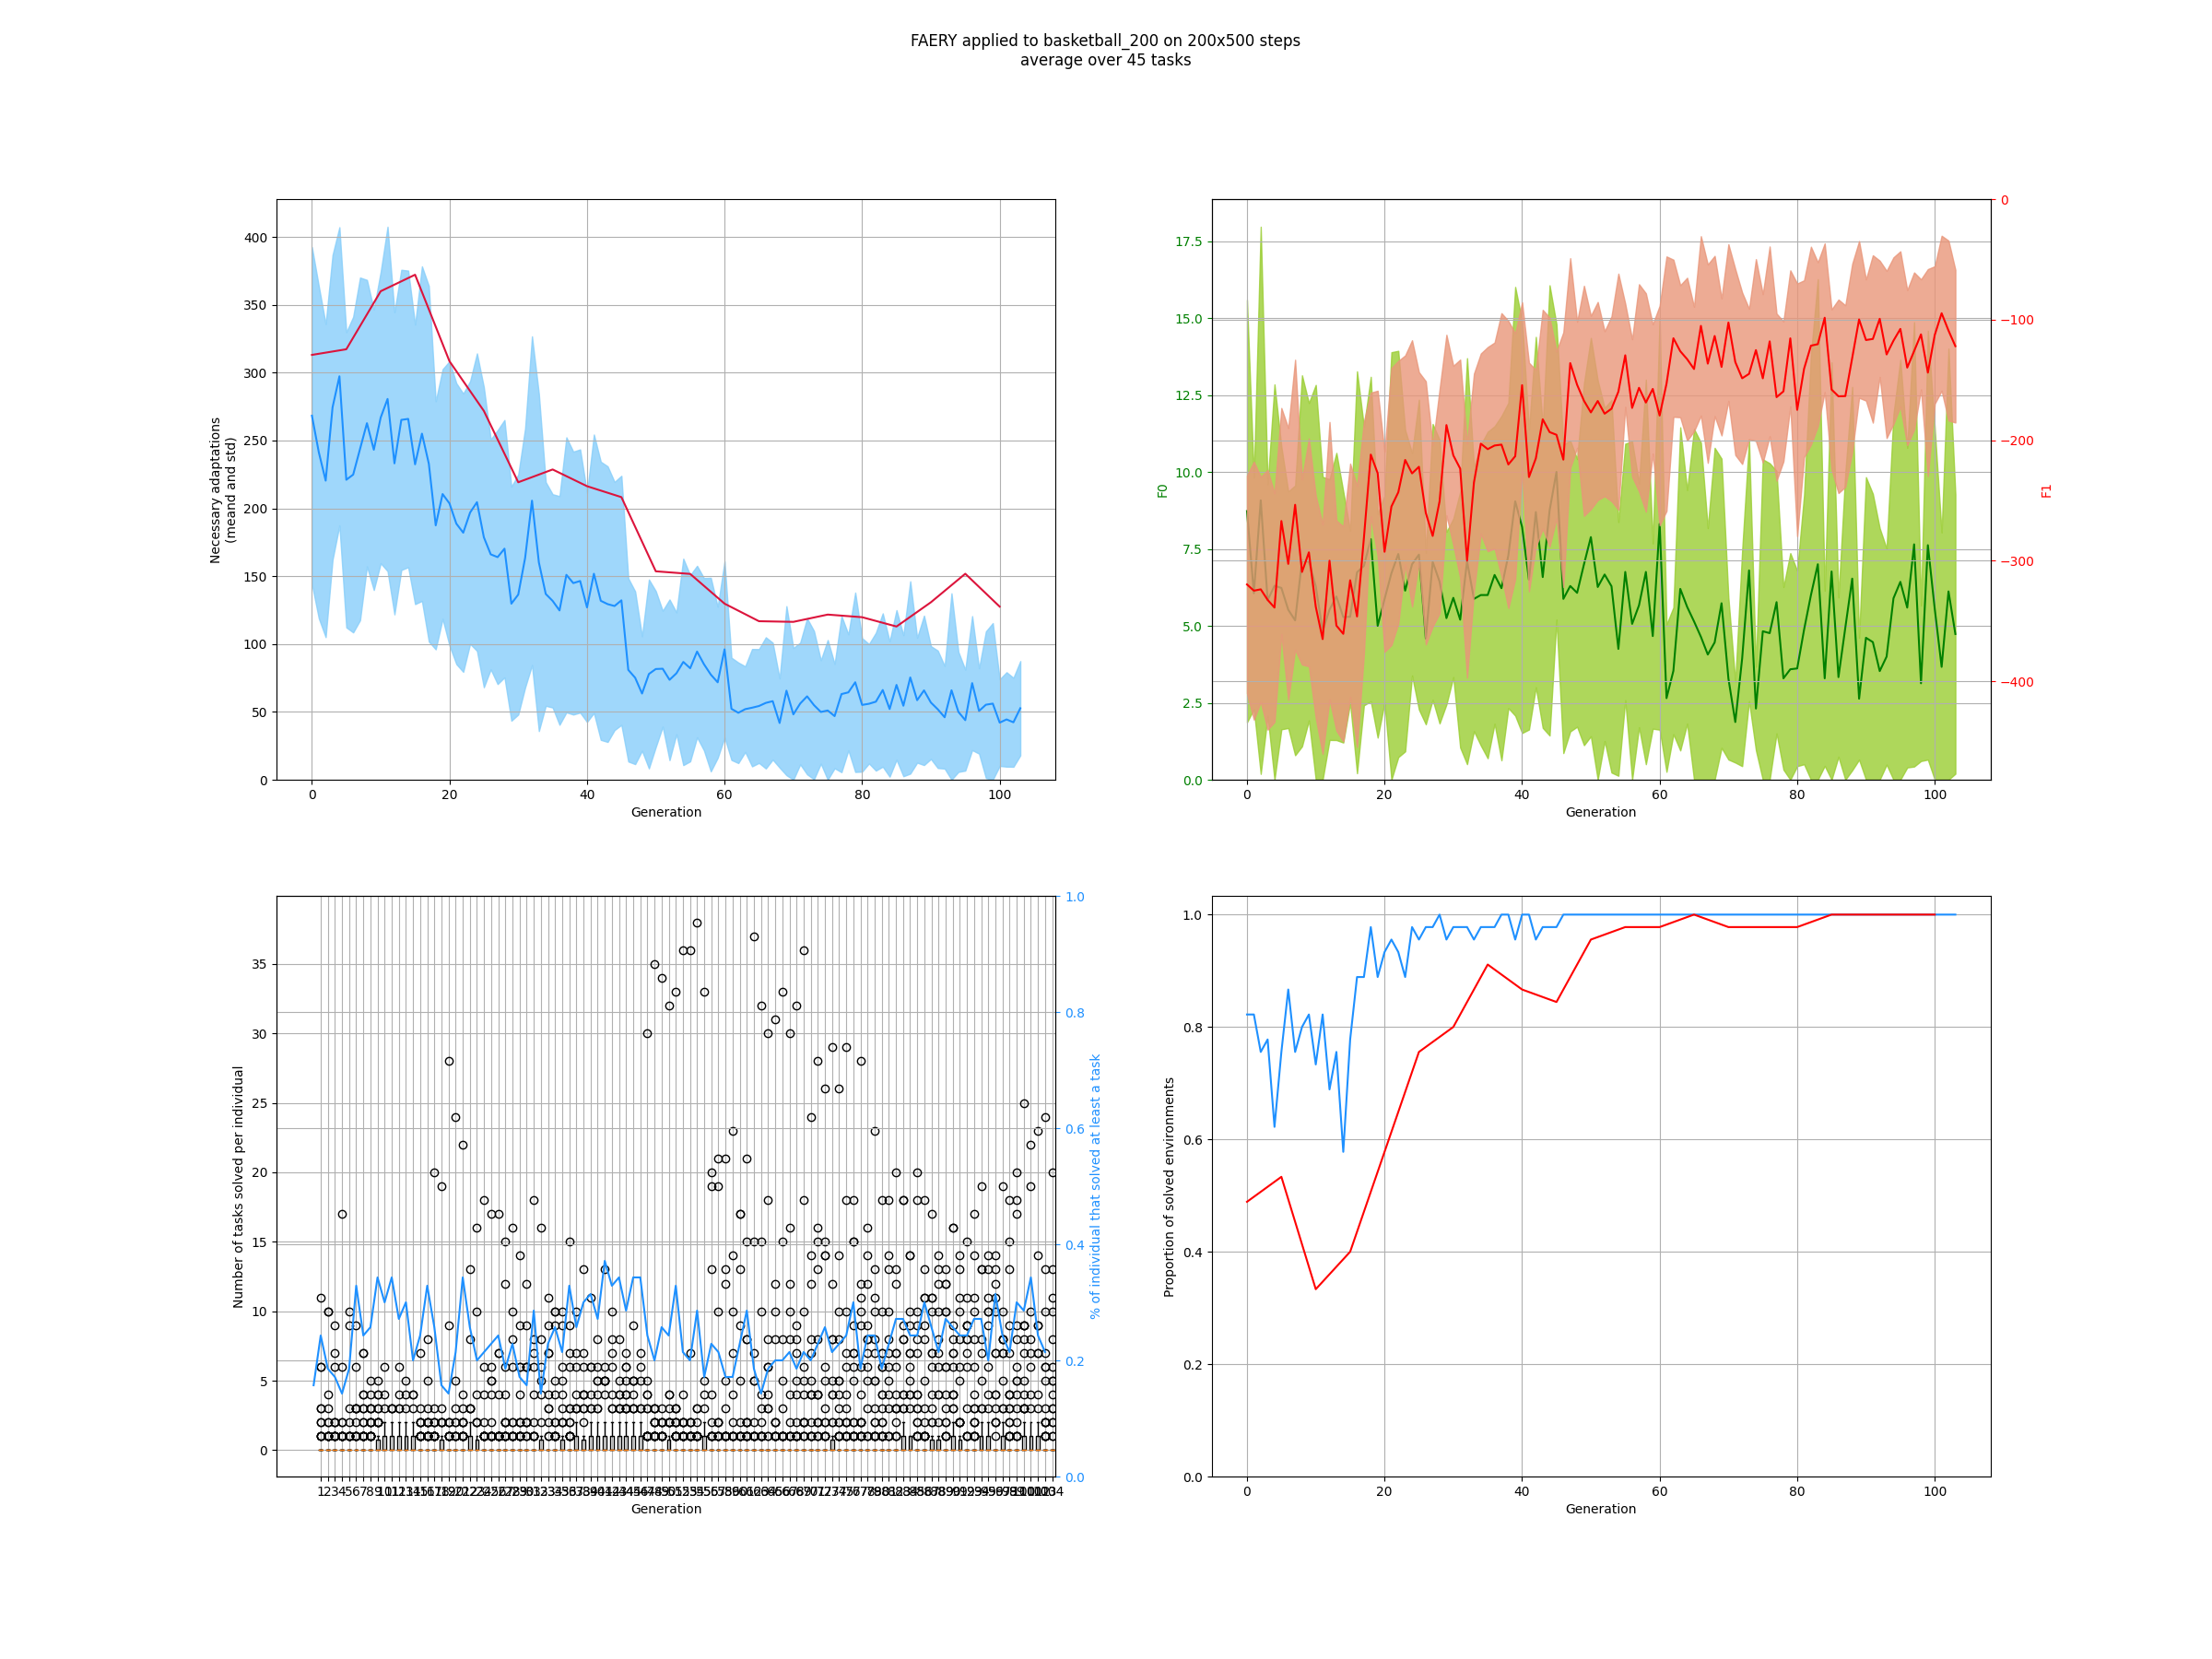 FAERY applied to basketball_200 on 200x500 steps
average over 45 tasks
400
350
300
250
200
150
100
50
0
Necessary adaptations
(meand and std)
0 20 40 60 80 100
Generation
17.5
15.0
12.5
10.0
7.5
5.0
2.5
0.0
F0
0
−100
−200
−300
−400
F1
0 20 40 60 80 100
Generation
35
30
25
20
15
10
5
0
Number of tasks solved per individual
1.0
0.8
0.6
0.4
0.2
0.0
% of individual that solved at least a task
Generation
1.0
0.8
0.6
0.4
0.2
0.0
Proportion of solved environments
0 20 40 60 80 100
Generation